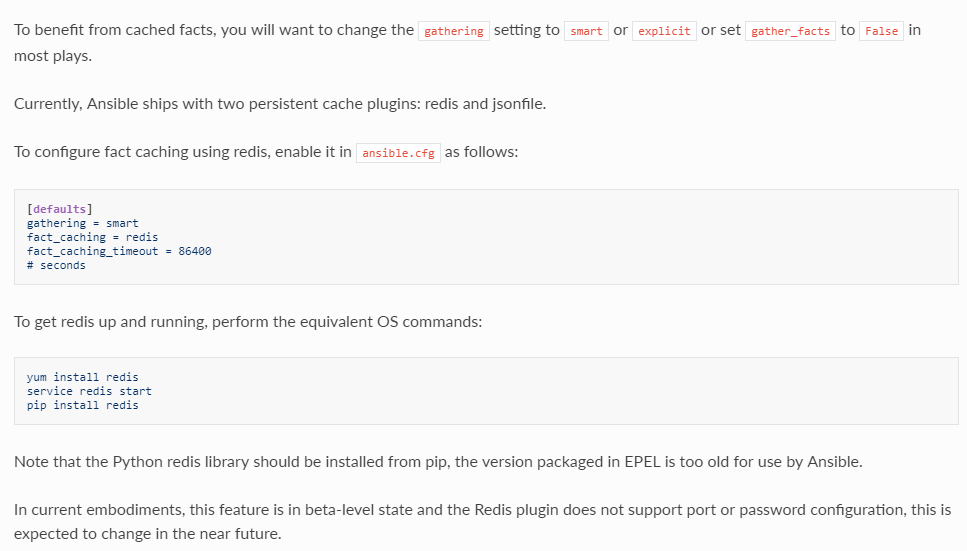 To benefit from cached facts, you will want to change the gathering setting to smart or explicit or set gather_facts to False in
most plays.
Currently, Ansible ships with two persistent cache plugins: redis and jsonfile.
To configure fact caching using redis, enable it in ansible.cfg as follows:
[defaults]
gathering = smart
fact_caching = redis
fact_caching_timeout = 86400
# seconds
To get redis up and running, perform the equivalent OS commands:
yum install redis
service redis start
pip install redis
Note that the Python redis library should be installed from pip, the version packaged in EPEL is too old for use by Ansible.
In current embodiments, this feature is in beta-level state and the Redis plugin does not support port or password configuration, this is
expected to change in the near future.